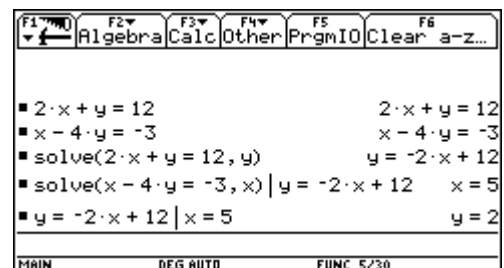 F1 F2 F3 F4 F5 F6
Algebra Calc Other PrgmIO Clear a-z…
▪ 2·x + y = 12 2·x + y = 12
▪ x − 4·y = ⁻3 x − 4·y = ⁻3
▪ solve(2·x + y = 12, y) y = ⁻2·x + 12
▪ solve(x − 4·y = ⁻3, x) | y = ⁻2·x + 12 x = 5
▪ y = ⁻2·x + 12 | x = 5 y = 2
MAIN DEG AUTO FUNC 5/30